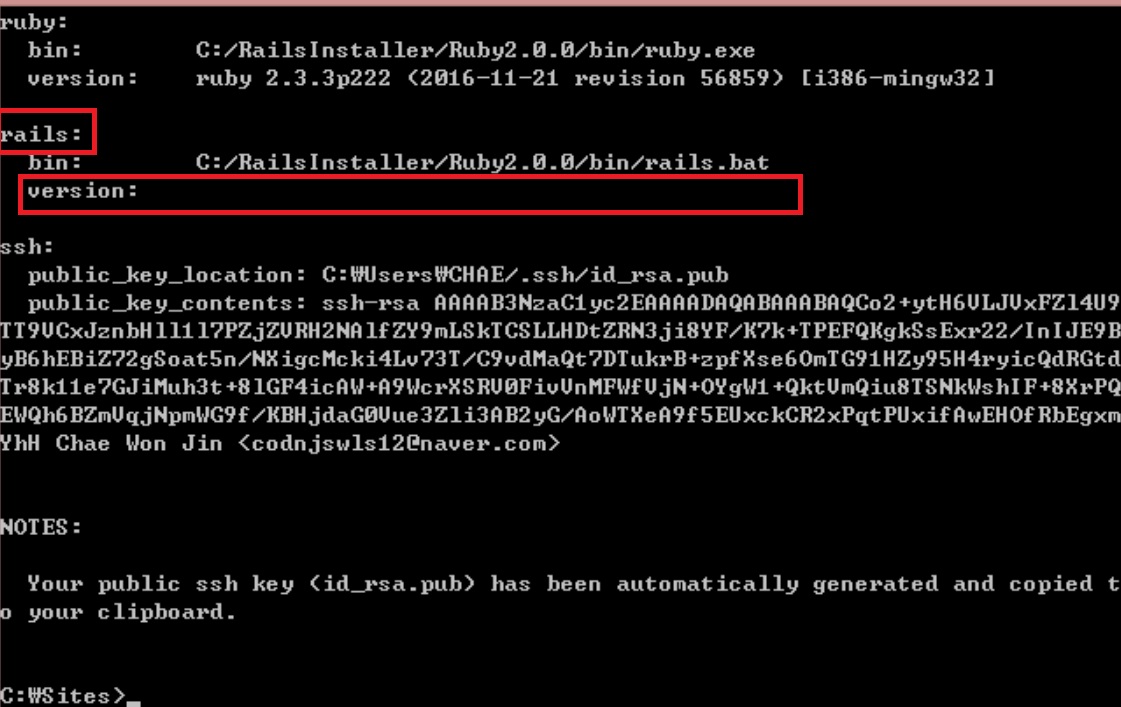 ruby:
bin: C:/RailsInstaller/Ruby2.0.0/bin/ruby.exe
version: ruby 2.3.3p222 (2016-11-21 revision 56859) [i386-mingw32]
rails:
bin: C:/RailsInstaller/Ruby2.0.0/bin/rails.bat
version:
ssh:
public_key_location: C:₩Users₩CHAE/.ssh/id_rsa.pub
public_key_contents: ssh-rsa AAAAB3NzaC1yc2EAAAADAQABAAABAQCo2+ytH6VLJVxFZl4U9
TT9VCxJznbHll1l7PZjZVRH2NAlfZY9mLSkTCSLLHDtZRN3ji8YF/K7k+TPEFQKgkSsExr22/InIJE9B
yB6hEBiZ72gSoat5n/NXigcMcki4Lv73T/C9vdMaQt7DTukrB+zpfXse6OmTG91HZy95H4ryicQdRGtd
Tr8k11e7GJiMuh3t+8lGF4icAW+A9WcrXSRV0FivUnMFWfVjN+OYgW1+QktVmQiu8TSNkWshIF+8XrPQ
EWQh6BZmVqjNpmWG9f/KBHjdaG0Vue3Zli3AB2yG/AoWTXeA9f5EUxckCR2xPqtPUxifAwEHOfRbEgxm
YhH Chae Won Jin <codnjswls12@naver.com>
NOTES:
Your public ssh key (id_rsa.pub) has been automatically generated and copied t
o your clipboard.
C:₩Sites>_